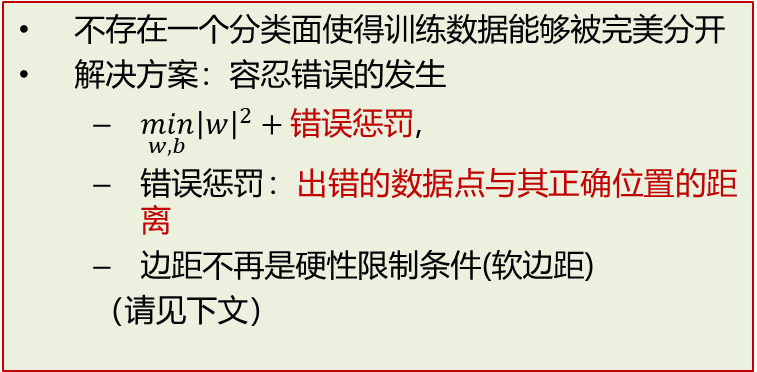 • 不存在一个分类面使得训练数据能够被完美分开
• 解决方案：容忍错误的发生
– min |w|² + 错误惩罚,
w,b
– 错误惩罚：出错的数据点与其正确位置的距
离
– 边距不再是硬性限制条件(软边距)
（请见下文）